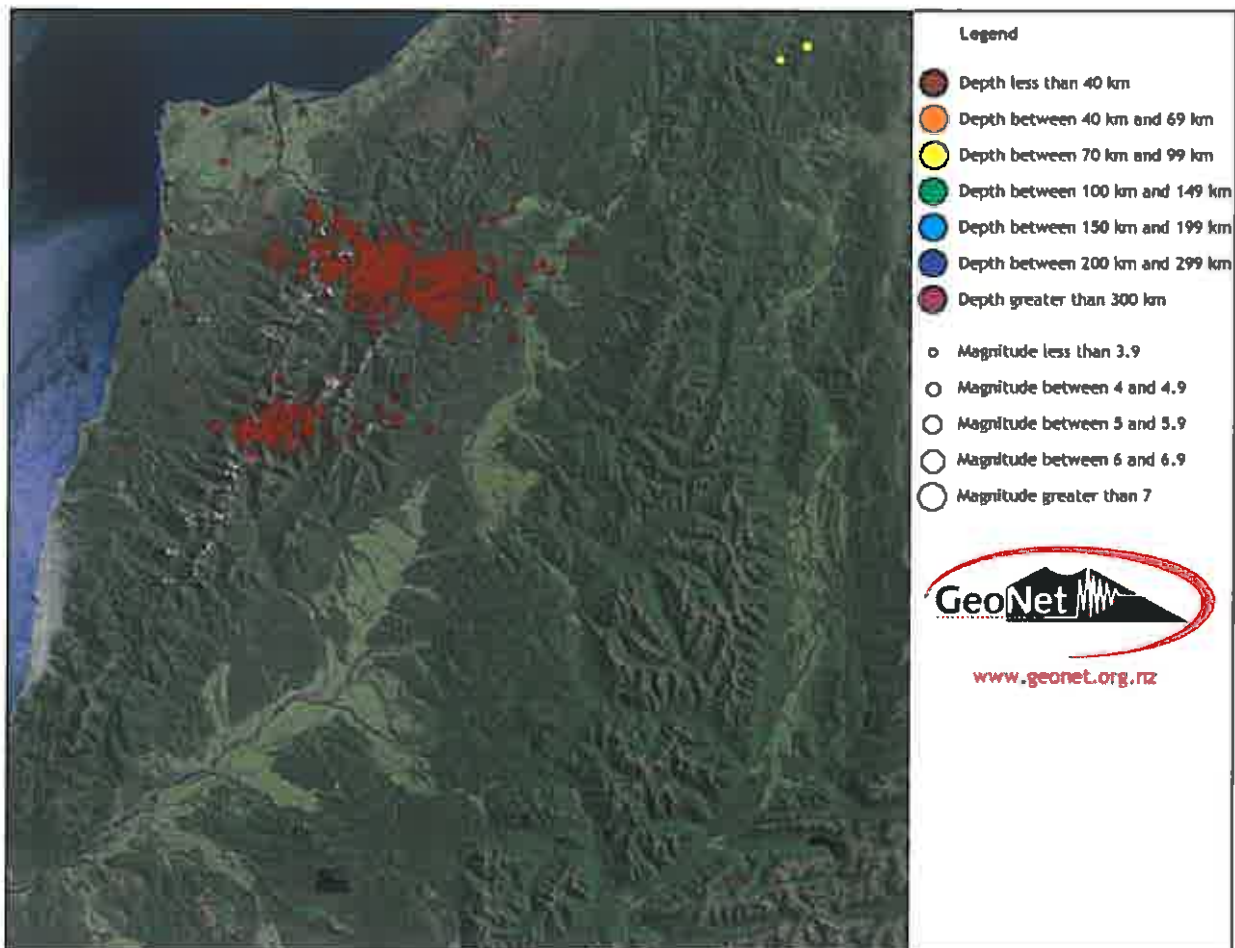 Legend
Depth less than 40 km
Depth between 40 km and 69 km
Depth between 70 km and 99 km
Depth between 100 km and 149 km
Depth between 150 km and 199 km
Depth between 200 km and 299 km
Depth greater than 300 km
Magnitude less than 3.9
Magnitude between 4 and 4.9
Magnitude between 5 and 5.9
Magnitude between 6 and 6.9
Magnitude greater than 7
GeoNet
www.geonet.org.nz